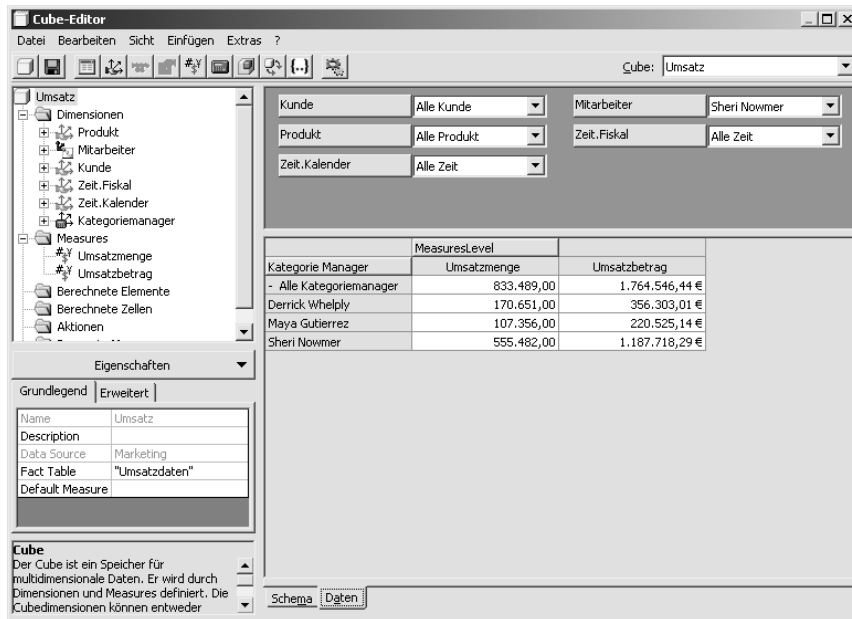 Cube-Editor
Datei Bearbeiten Sicht Einfügen Extras ?
Cube: Umsatz
Umsatz
Dimensionen
Produkt
Mitarbeiter
Kunde
Zeit.Fiskal
Zeit.Kalender
Kategoriemanager
Measures
Umsatzmenge
Umsatzbetrag
Berechnete Elemente
Berechnete Zellen
Aktionen
Eigenschaften
Grundlegend Erweitert
Name Umsatz
Description
Data Source Marketing
Fact Table "Umsatzdaten"
Default Measure
Cube
Der Cube ist ein Speicher für
multidimensionale Daten. Er wird durch
Dimensionen und Measures definiert. Die
Cubedimensionen können entweder
Kunde Alle Kunde Mitarbeiter Sheri Nowmer
Produkt Alle Produkt Zeit.Fiskal Alle Zeit
Zeit.Kalender Alle Zeit
MeasuresLevel
Kategorie Manager Umsatzmenge Umsatzbetrag
- Alle Kategoriemanager 833.489,00 1.764.546,44 €
Derrick Whelply 170.651,00 356.303,01 €
Maya Gutierrez 107.356,00 220.525,14 €
Sheri Nowmer 555.482,00 1.187.718,29 €
Schema Daten